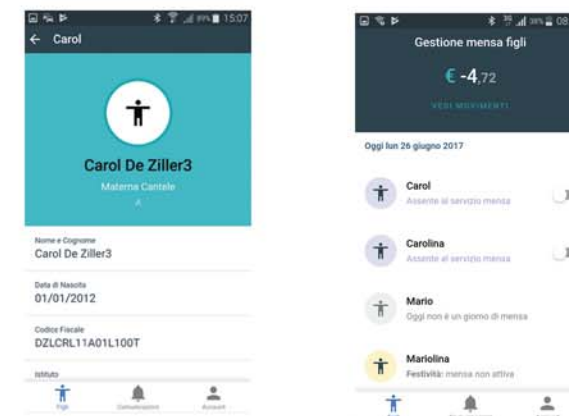 15:07
Carol
Carol De Ziller3
Materna Cantele
A
Nome e Cognome
Carol De Ziller3
Data di Nascita
01/01/2012
Codice Fiscale
DZLCRL11A01L100T
Istituto
Figli
Comunicazioni
Account
08
Gestione mensa figli
€ -4,72
VEDI MOVIMENTI
Oggi lun 26 giugno 2017
Carol
Assente al servizio mensa
Carolina
Assente al servizio mensa
Mario
Oggi non è un giorno di mensa
Mariolina
Festività: mensa non attiva